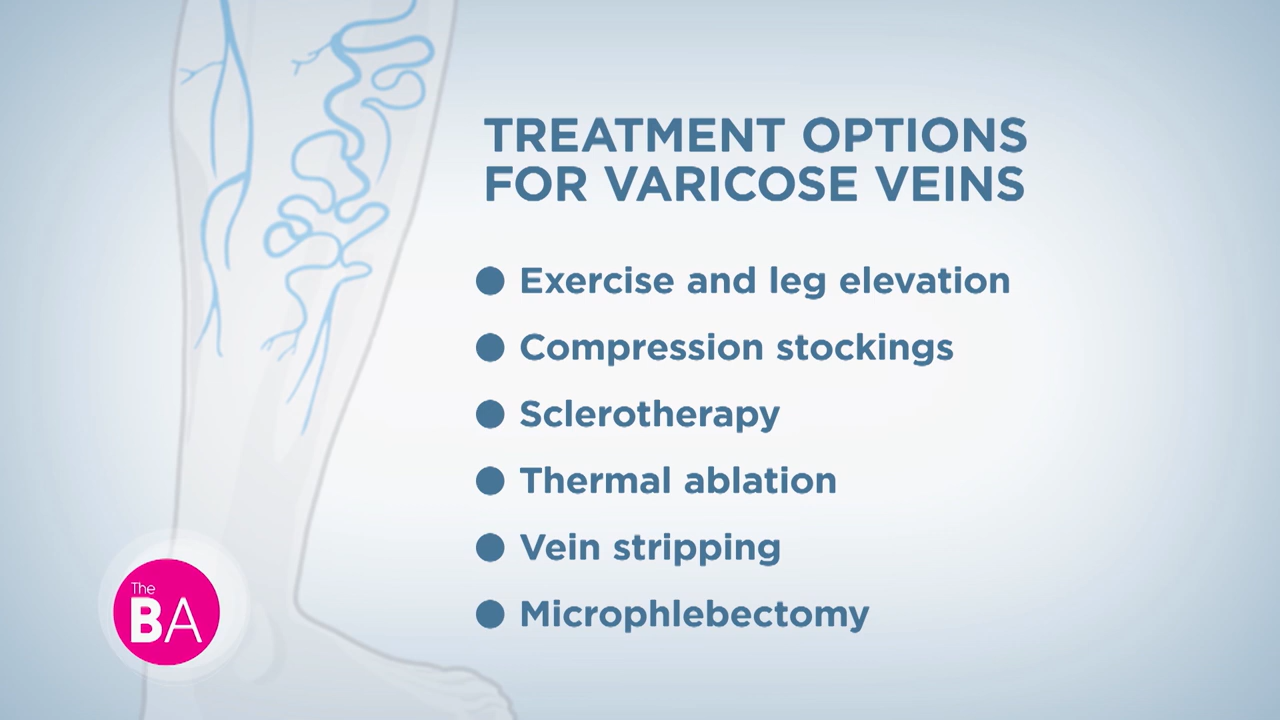 TREATMENT OPTIONS
FOR VARICOSE VEINS
Exercise and leg elevation
Compression stockings
Sclerotherapy
Thermal ablation
Vein stripping
Microphlebectomy
The
BA